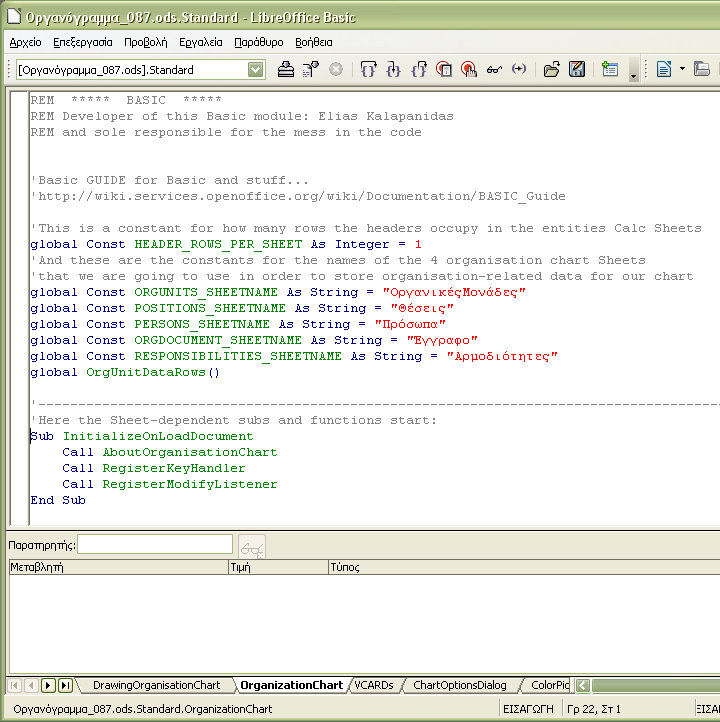 Οργανόγραμμα_087.ods.Standard - LibreOffice Basic
Αρχείο Επεξεργασία Προβολή Εργαλεία Παράθυρο Βοήθεια
[Οργανόγραμμα_087.ods].Standard
REM ***** BASIC *****
REM Developer of this Basic module: Elias Kalapanidas
REM and sole responsible for the mess in the code
'Basic GUIDE for Basic and stuff...
'http://wiki.services.openoffice.org/wiki/Documentation/BASIC_Guide
'This is a constant for how many rows the headers occupy in the entities Calc Sheets
global Const HEADER_ROWS_PER_SHEET As Integer = 1
'And these are the constants for the names of the 4 organisation chart Sheets
'that we are going to use in order to store organisation-related data for our chart
global Const ORGUNITS_SHEETNAME As String = "ΟργανικέςΜονάδες"
global Const POSITIONS_SHEETNAME As String = "Θέσεις"
global Const PERSONS_SHEETNAME As String = "Πρόσωπα"
global Const ORGDOCUMENT_SHEETNAME As String = "Έγγραφο"
global Const RESPONSIBILITIES_SHEETNAME As String = "Αρμοδιότητες"
global OrgUnitDataRows()
'-------------------------------------------------------------------------------------
'Here the Sheet-dependent subs and functions start:
Sub InitializeOnLoadDocument
Call AboutOrganisationChart
Call RegisterKeyHandler
Call RegisterModifyListener
End Sub
Παρατηρητής:
Μεταβλητή Τιμή Τύπος
DrawingOrganisationChart OrganizationChart VCARDs ChartOptionsDialog ColorPic
Οργανόγραμμα_087.ods.Standard.OrganizationChart ΕΙΣΑΓΩΓΗ Γρ 22, Στ 1 ΕΙΣ